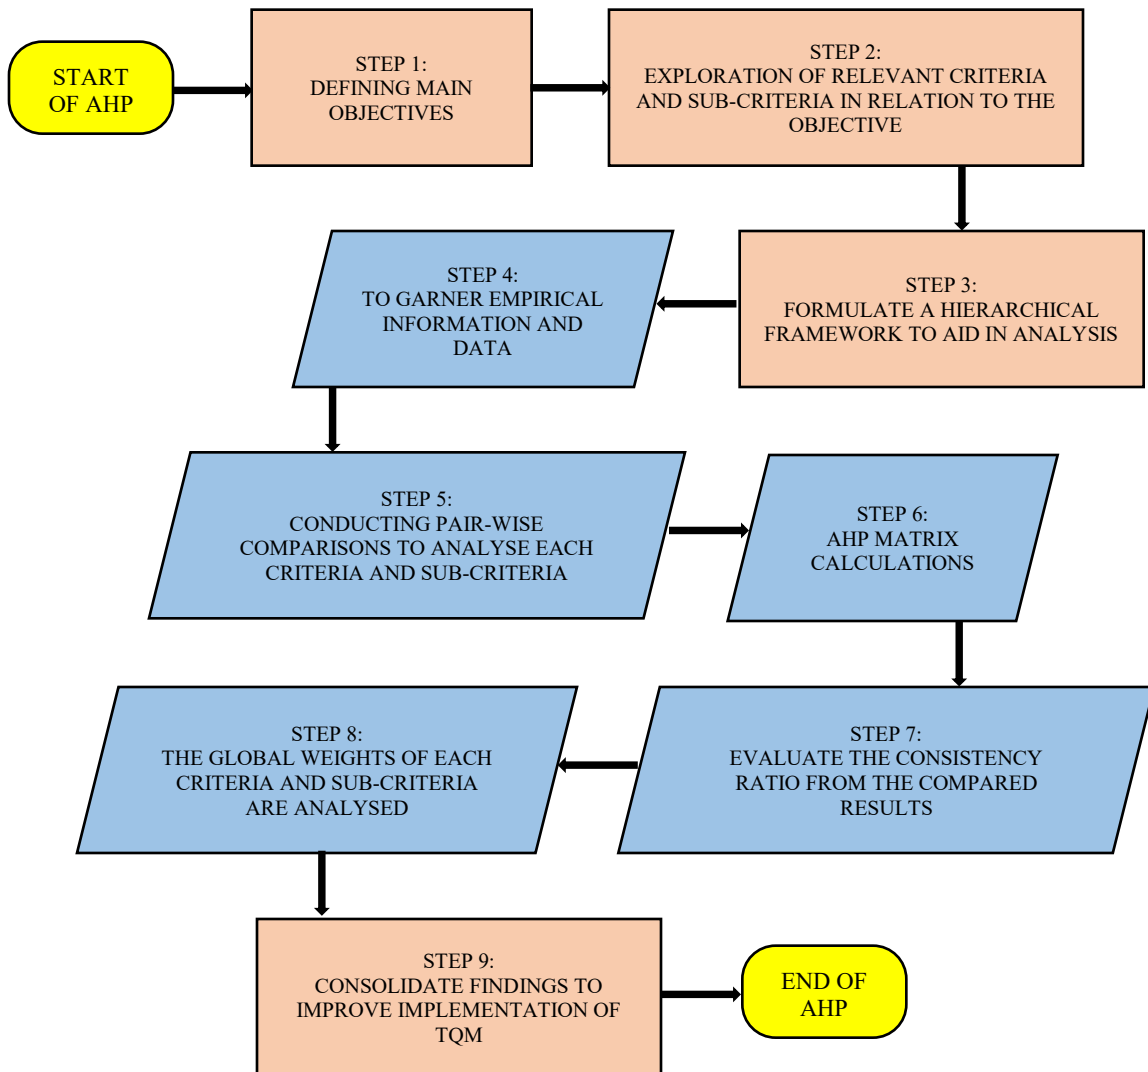 START
OF AHP
STEP 1:
DEFINING MAIN
OBJECTIVES
STEP 2:
EXPLORATION OF RELEVANT CRITERIA
AND SUB-CRITERIA IN RELATION TO THE
OBJECTIVE
STEP 3:
FORMULATE A HIERARCHICAL
FRAMEWORK TO AID IN ANALYSIS
STEP 4:
TO GARNER EMPIRICAL
INFORMATION AND
DATA
STEP 5:
CONDUCTING PAIR-WISE
COMPARISONS TO ANALYSE EACH
CRITERIA AND SUB-CRITERIA
STEP 6:
AHP MATRIX
CALCULATIONS
STEP 7:
EVALUATE THE CONSISTENCY
RATIO FROM THE COMPARED
RESULTS
STEP 8:
THE GLOBAL WEIGHTS OF EACH
CRITERIA AND SUB-CRITERIA
ARE ANALYSED
STEP 9:
CONSOLIDATE FINDINGS TO
IMPROVE IMPLEMENTATION OF
TQM
END OF
AHP